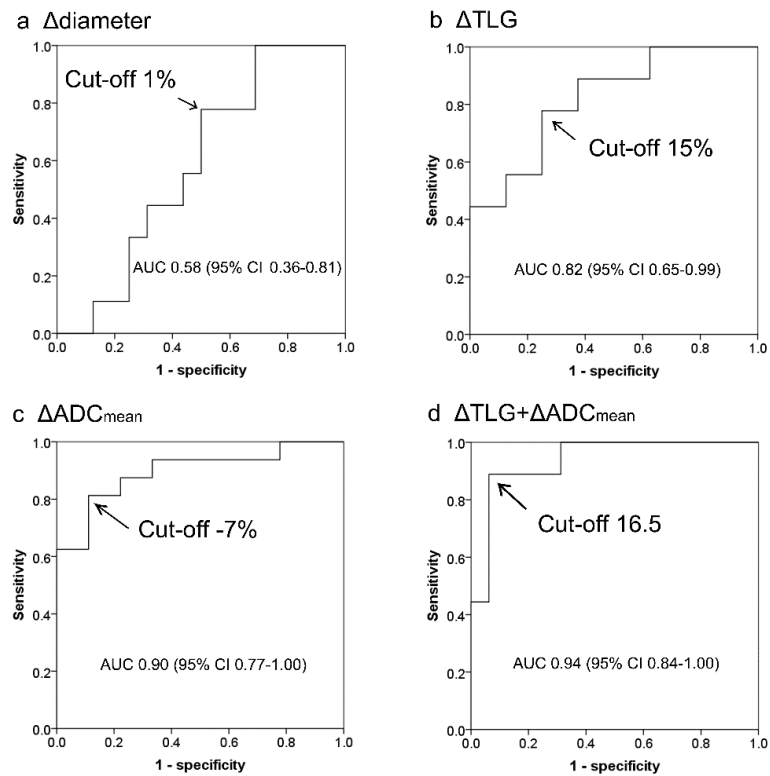 a Δdiameter
1.0
0.8
0.6
0.4
0.2
0.0
Sensitivity
Cut-off 1%
AUC 0.58 (95% CI 0.36-0.81)
0.0 0.2 0.4 0.6 0.8 1.0
1 - specificity
b ΔTLG
1.0
0.8
0.6
0.4
0.2
0.0
Sensitivity
Cut-off 15%
AUC 0.82 (95% CI 0.65-0.99)
0.0 0.2 0.4 0.6 0.8 1.0
1 - specificity
c ΔADCmean
1.0
0.8
0.6
0.4
0.2
0.0
Sensitivity
Cut-off -7%
AUC 0.90 (95% CI 0.77-1.00)
0.0 0.2 0.4 0.6 0.8 1.0
1 - specificity
d ΔTLG+ΔADCmean
1.0
0.8
0.6
0.4
0.2
0.0
Sensitivity
Cut-off 16.5
AUC 0.94 (95% CI 0.84-1.00)
0.0 0.2 0.4 0.6 0.8 1.0
1 - specificity